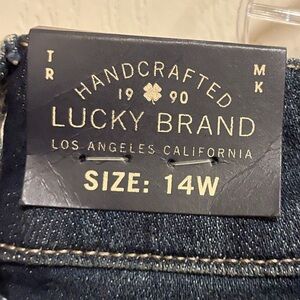 TR MK
HANDCRAFTED
19 90
LUCKY BRAND
LOS ANGELES CALIFORNIA
SIZE: 14W